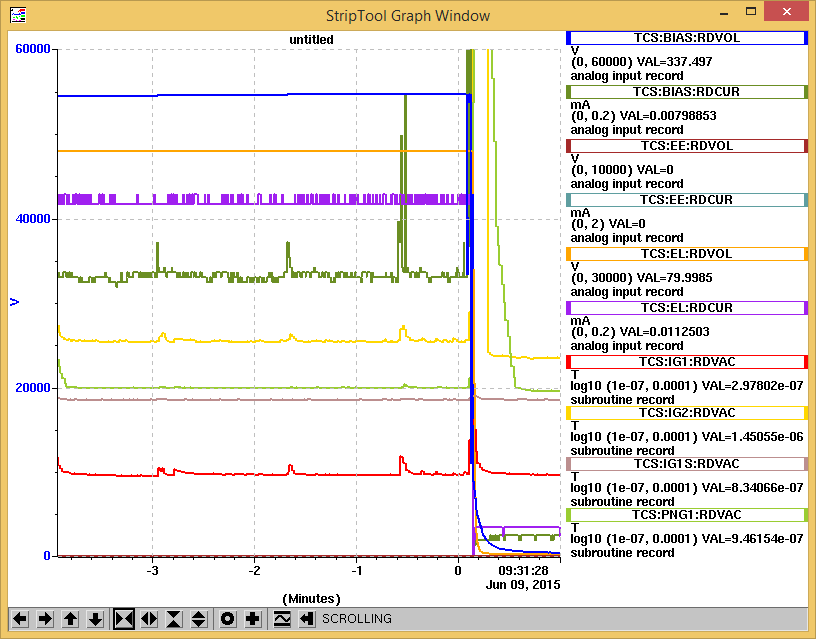 StripTool Graph Window
untitled
60000
40000
20000
0
V
-3
-2
-1
0
09:31:28
Jun 09, 2015
(Minutes)
TCS:BIAS:RDVOL
V
(0, 60000) VAL=337.497
analog input record
TCS:BIAS:RDCUR
mA
(0, 0.2) VAL=0.00798853
analog input record
TCS:EE:RDVOL
V
(0, 10000) VAL=0
analog input record
TCS:EE:RDCUR
mA
(0, 2) VAL=0
analog input record
TCS:EL:RDVOL
V
(0, 30000) VAL=79.9985
analog input record
TCS:EL:RDCUR
mA
(0, 0.2) VAL=0.0112503
analog input record
TCS:IG1:RDVAC
T
log10 (1e-07, 0.0001) VAL=2.97802e-07
subroutine record
TCS:IG2:RDVAC
T
log10 (1e-07, 0.0001) VAL=1.45055e-06
subroutine record
TCS:IG1S:RDVAC
T
log10 (1e-07, 0.0001) VAL=8.34066e-07
subroutine record
TCS:PNG1:RDVAC
T
log10 (1e-07, 0.0001) VAL=9.46154e-07
subroutine record
SCROLLING